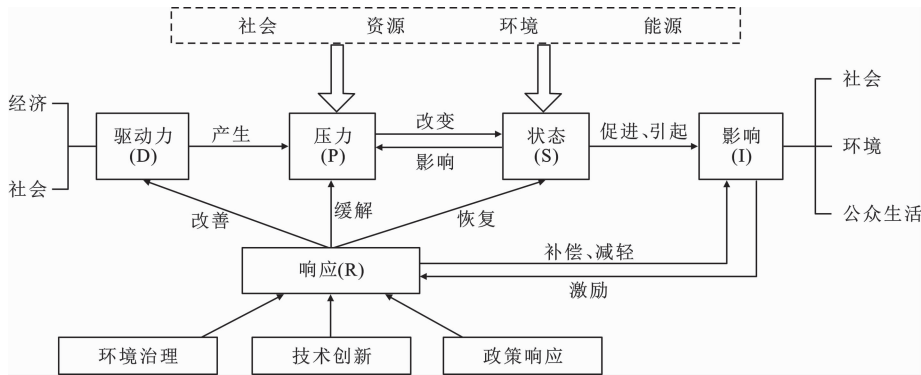 社会 资源 环境 能源
经济
社会
驱动力
(D)
产生
压力
(P)
改变
影响
状态
(S)
促进、引起
影响
(I)
社会
环境
公众生活
改善
缓解
恢复
响应(R)
补偿、减轻
激励
环境治理
技术创新
政策响应